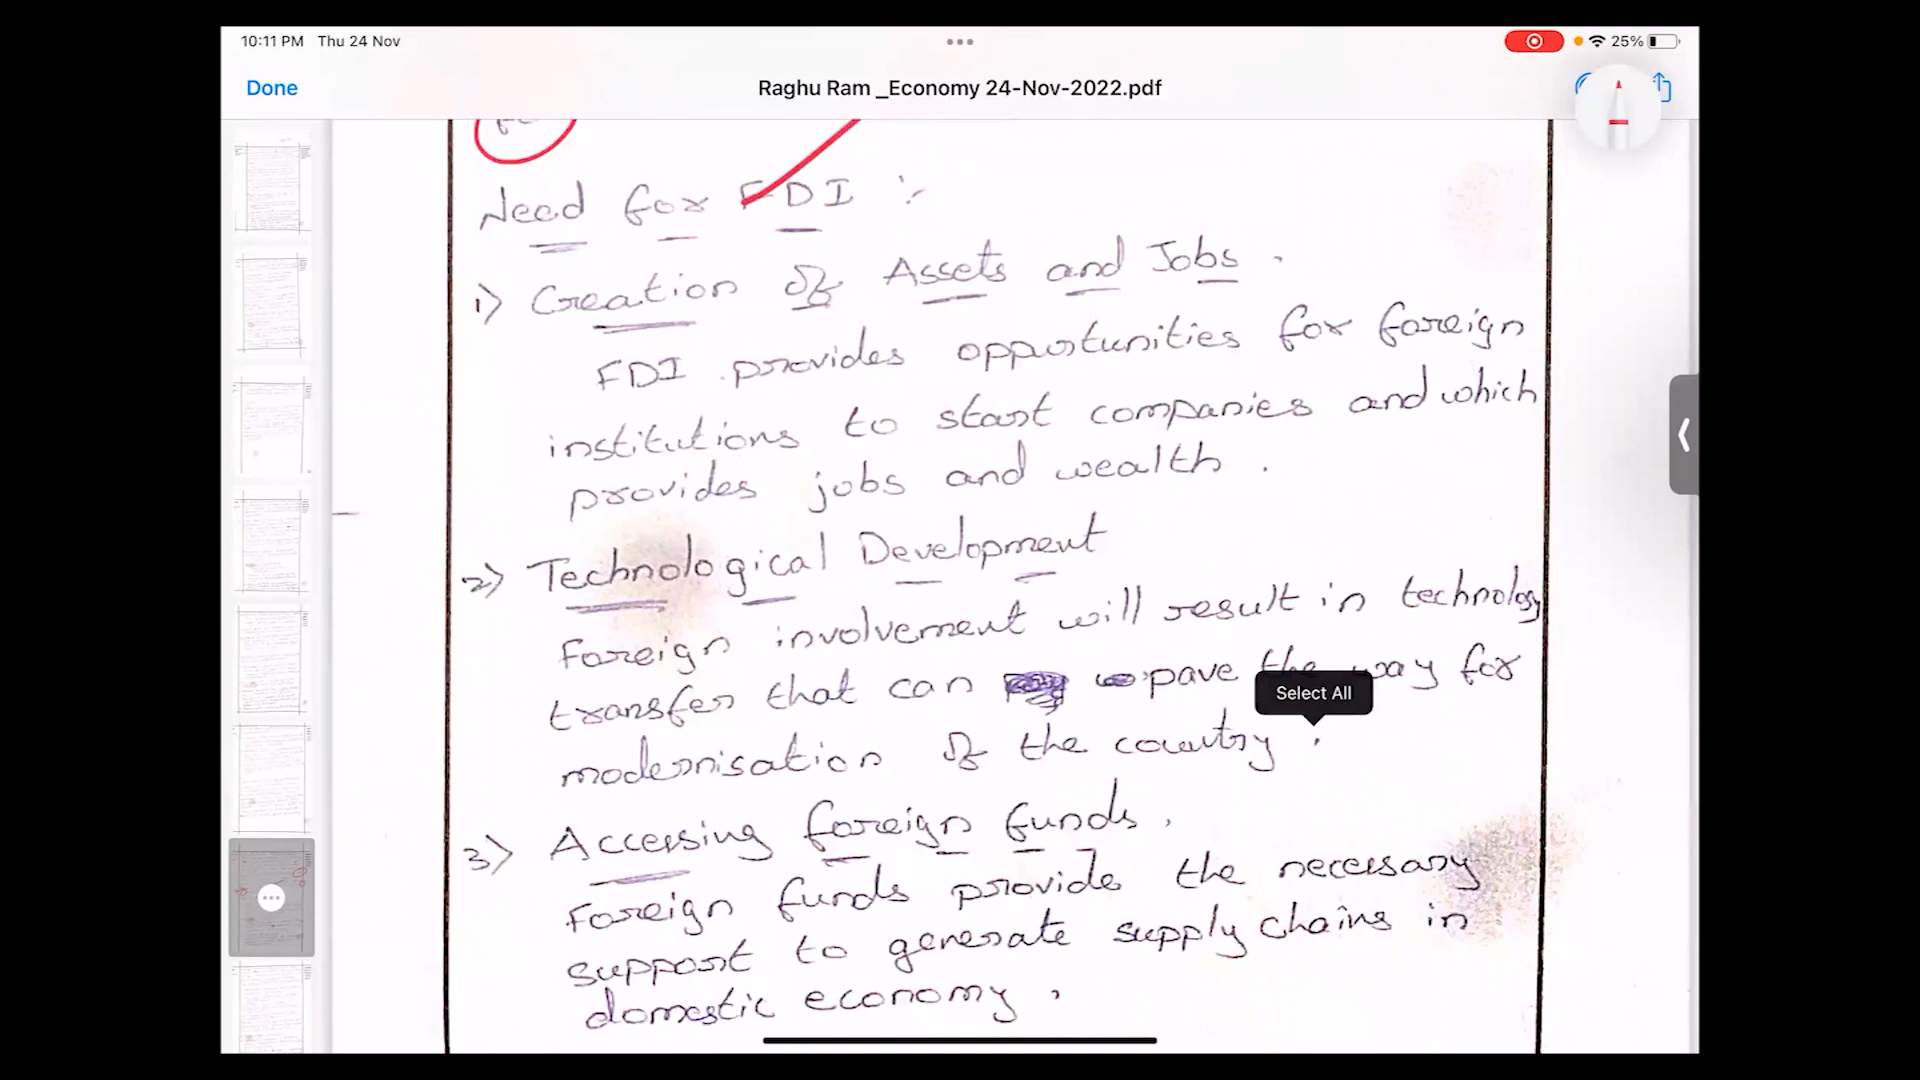 10:11 PM Thu 24 Nov
25%
Done
Raghu Ram _Economy 24-Nov-2022.pdf
Need for FDI :-
1) Creation of Assets and Jobs.
FDI provides opportunities for foreign
institutions to start companies and which
provides jobs and wealth.
2) Technological Development
Foreign involvement will result in technology
transfer that can pave the way for
Select All
modernisation of the country.
3) Accessing foreign funds.
Foreign funds provide the necessary
support to generate supply chains in
domestic economy.